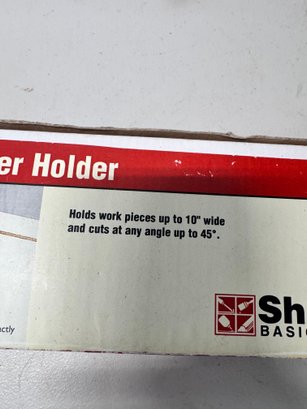 er Holder
Holds work pieces up to 10" wide
and cuts at any angle up to 45°.
Sh
BASIC
ctly